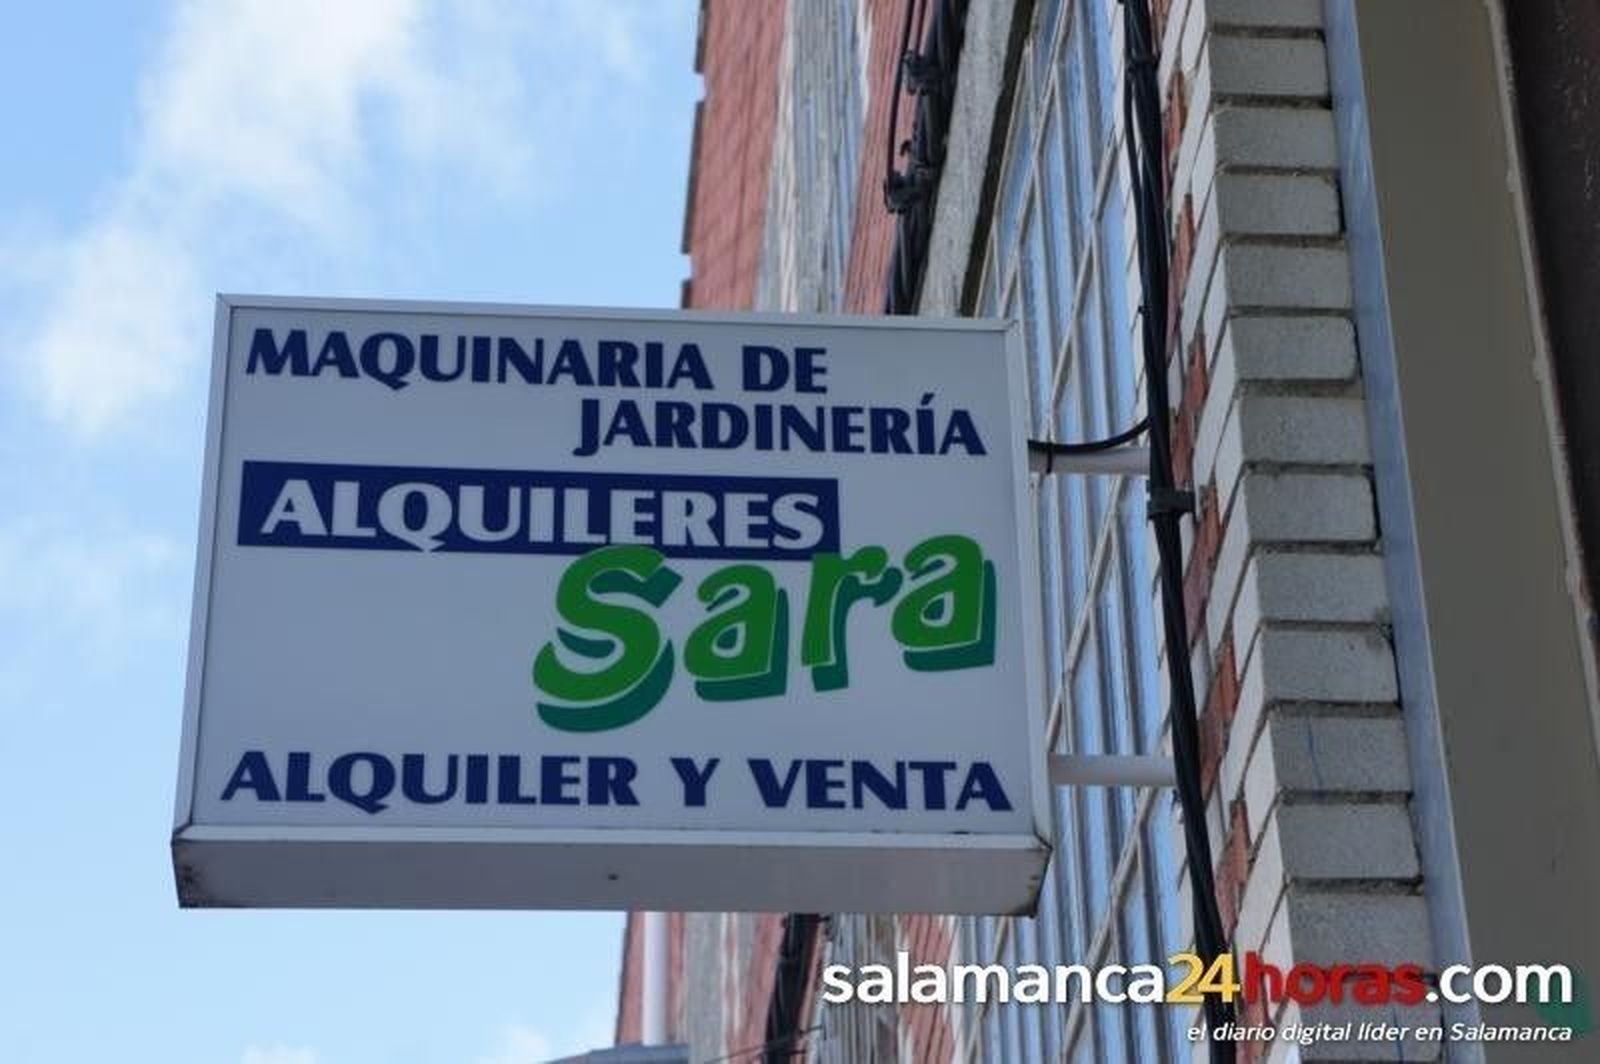 MAQUINARIA DE
JARDINERÍA
ALQUILERES
Sara
ALQUILER Y VENTA
salamanca24horas.com
el diario digital líder en Salamanca